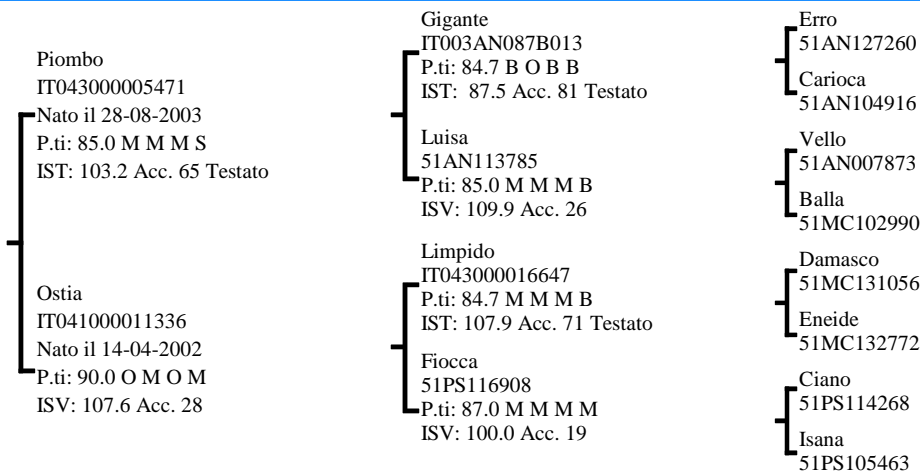 Piombo
IT043000005471
Nato il 28-08-2003
P.ti: 85.0 M M M S
IST: 103.2 Acc. 65 Testato
Ostia
IT041000011336
Nato il 14-04-2002
P.ti: 90.0 O M O M
ISV: 107.6 Acc. 28
Gigante
IT003AN087B013
P.ti: 84.7 B O B B
IST: 87.5 Acc. 81 Testato
Luisa
51AN113785
P.ti: 85.0 M M M B
ISV: 109.9 Acc. 26
Limpido
IT043000016647
P.ti: 84.7 M M M B
IST: 107.9 Acc. 71 Testato
Fiocca
51PS116908
P.ti: 87.0 M M M M
ISV: 100.0 Acc. 19
Erro
51AN127260
Carioca
51AN104916
Vello
51AN007873
Balla
51MC102990
Damasco
51MC131056
Eneide
51MC132772
Ciano
51PS114268
Isana
51PS105463